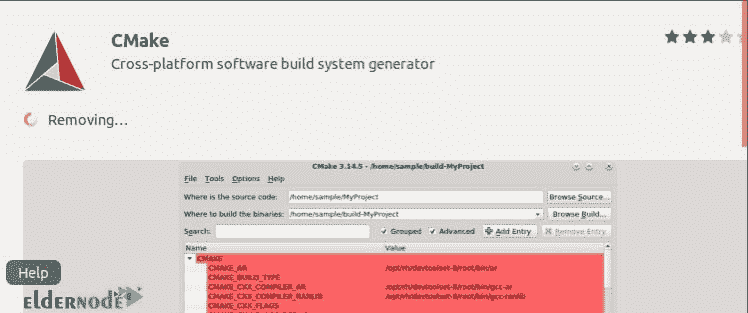 CMake
Cross-platform software build system generator
Removing...
CMake 3.14.5 - /home/sample/build-MyProject
File Tools Options Help
Where is the source code: /home/sample/MyProject Browse Source...
Where to build the binaries: /home/sample/build-MyProject Browse Build...
Search: Grouped Advanced Add Entry Remove Entry
Name Value
CMAKE
CMAKE_AR /opt/rh/devtoolset-8/root/bin/ar
CMAKE_BUILD_TYPE
CMAKE_CXX_COMPILER_AR /opt/rh/devtoolset-8/root/bin/gcc-ar
CMAKE_CXX_COMPILER_RANLIB /opt/rh/devtoolset-8/root/bin/gcc-ranlib
CMAKE_CXX_FLAGS
Help
eldernode